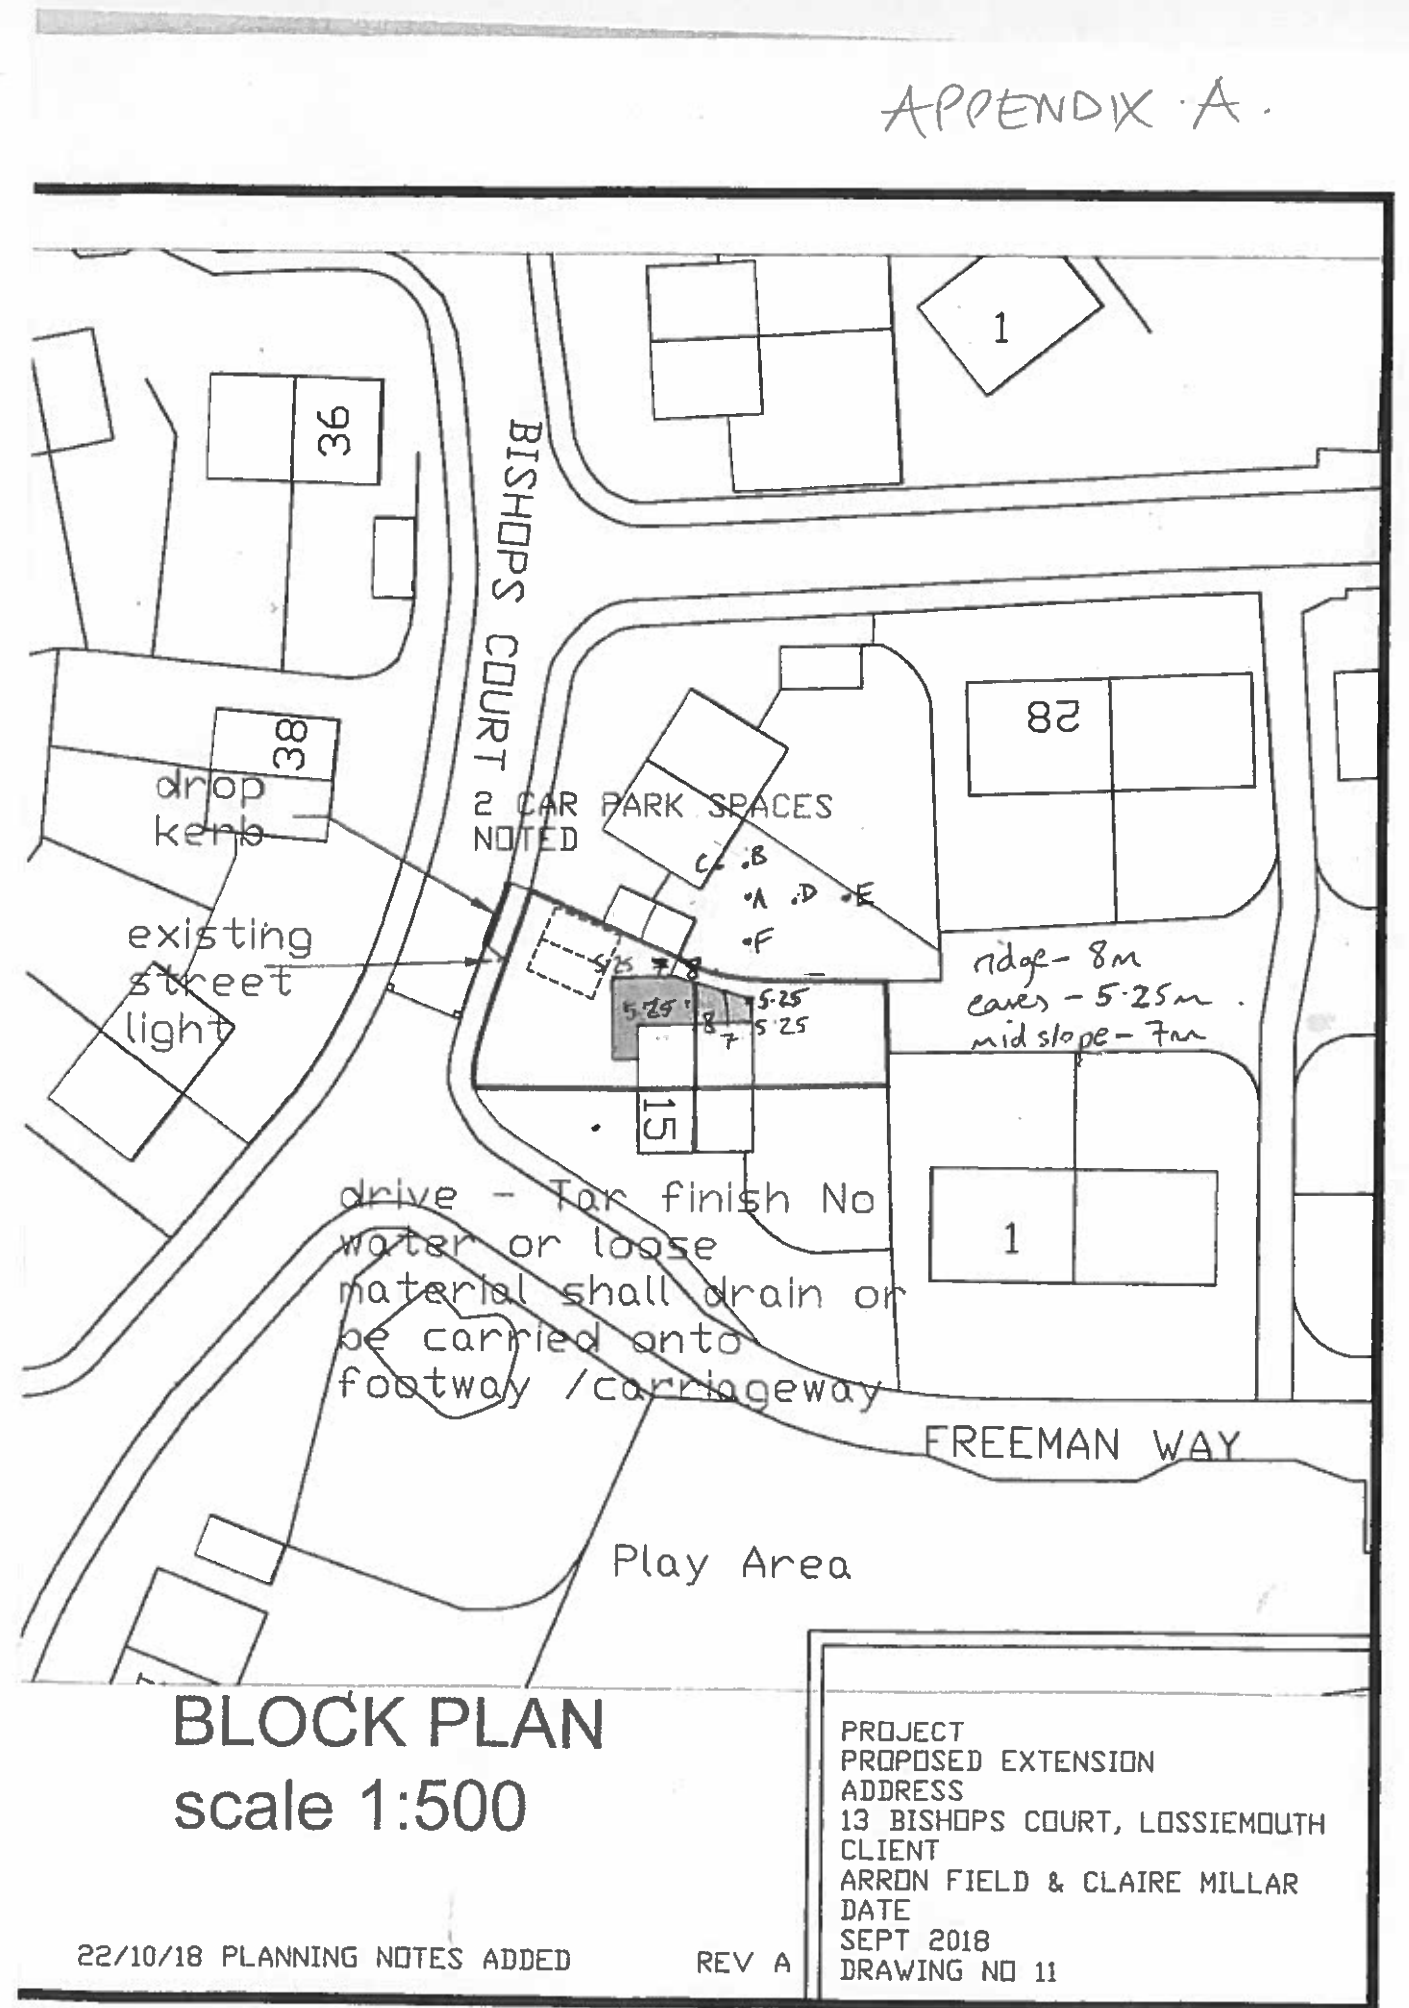 APPENDIX A.
1
36
BISHOPS COURT
28
38
drop
kerb
2 CAR PARK SPACES
NOTED
C. .B
.A .D .E
.F
existing
street
light
ridge - 8m
eaves - 5.25m.
mid slope - 7m
5.25 7 8
5.25
5.25
8 7 5.25
15
drive - Tar finish No
water or loose
material shall drain or
be carried onto
footway /carriageway
1
FREEMAN WAY
Play Area
BLOCK PLAN
scale 1:500
22/10/18 PLANNING NOTES ADDED REV A
PROJECT
PROPOSED EXTENSION
ADDRESS
13 BISHOPS COURT, LOSSIEMOUTH
CLIENT
ARRON FIELD & CLAIRE MILLAR
DATE
SEPT 2018
DRAWING NO 11